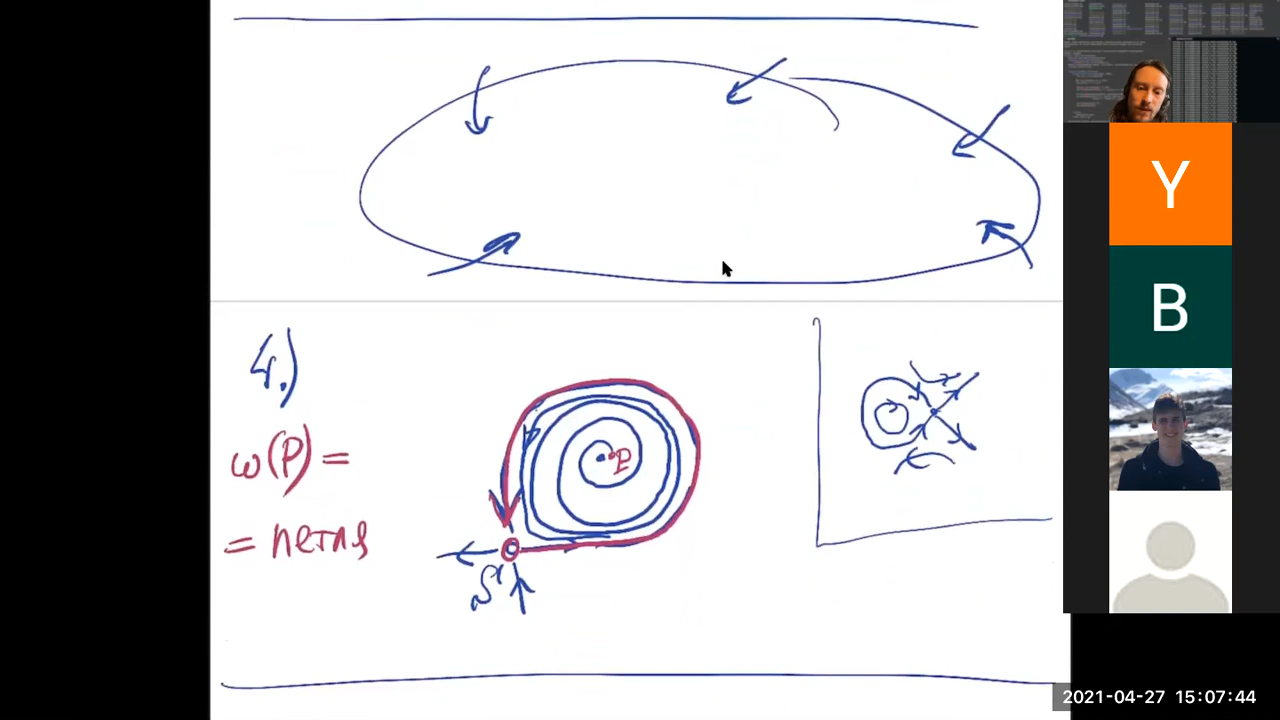 4.)
ω(P) =
= петля
P
S
Y
B
2021-04-27 15:07:44